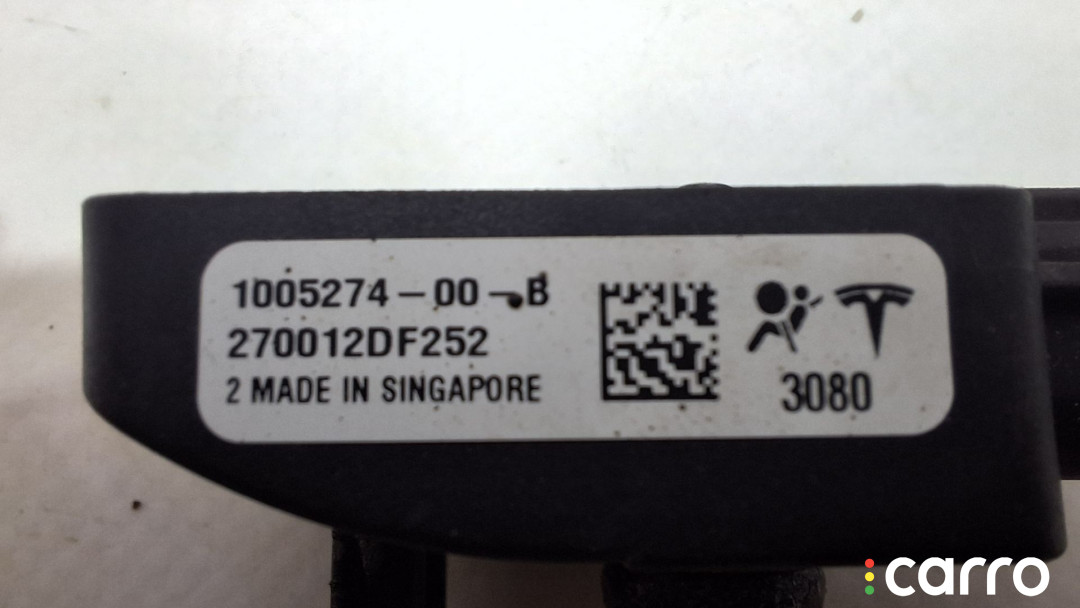 1005274-00-B
270012DF252
2 MADE IN SINGAPORE
3080
carro